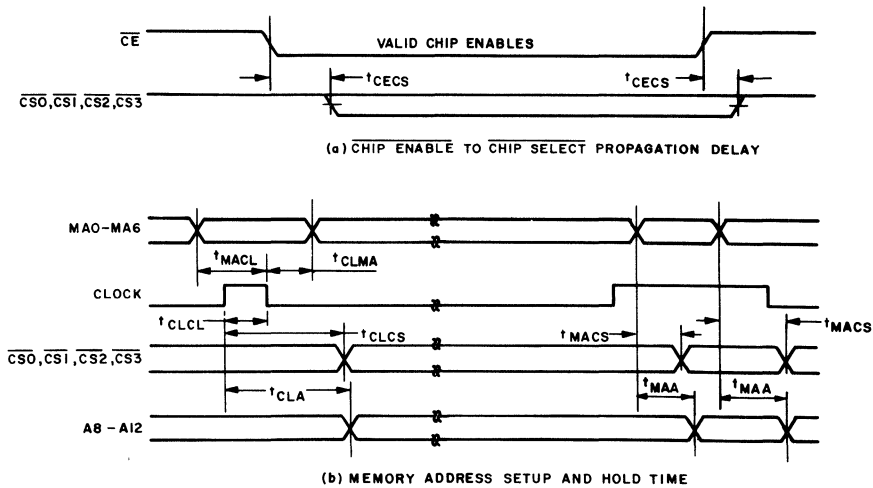 CE
VALID CHIP ENABLES
tCECS
tCECS
CS0,CS1,CS2,CS3
(a) CHIP ENABLE TO CHIP SELECT PROPAGATION DELAY
MA0-MA6
tMACL
tCLMA
CLOCK
tCLCL
tCLCS
tMACS
tMACS
CS0,CS1,CS2,CS3
tCLA
tMAA
tMAA
A8-A12
(b) MEMORY ADDRESS SETUP AND HOLD TIME